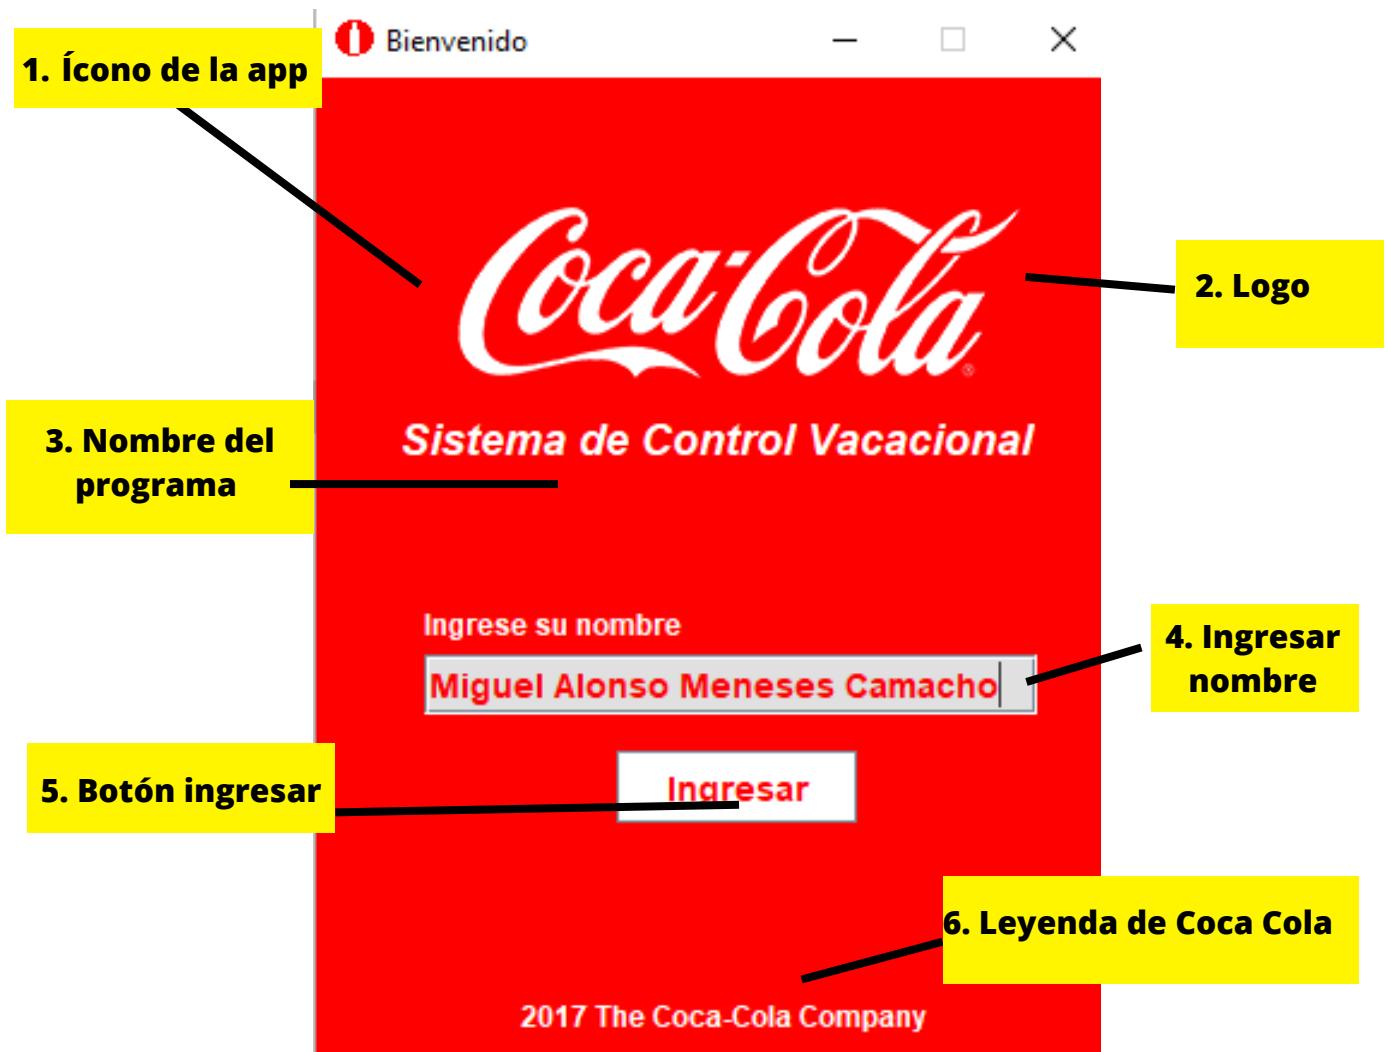 Bienvenido
1. Ícono de la app
Coca-Cola
®
2. Logo
3. Nombre del
programa
Sistema de Control Vacacional
Ingrese su nombre
4. Ingresar
nombre
Miguel Alonso Meneses Camacho
5. Botón ingresar
Ingresar
6. Leyenda de Coca Cola
2017 The Coca-Cola Company